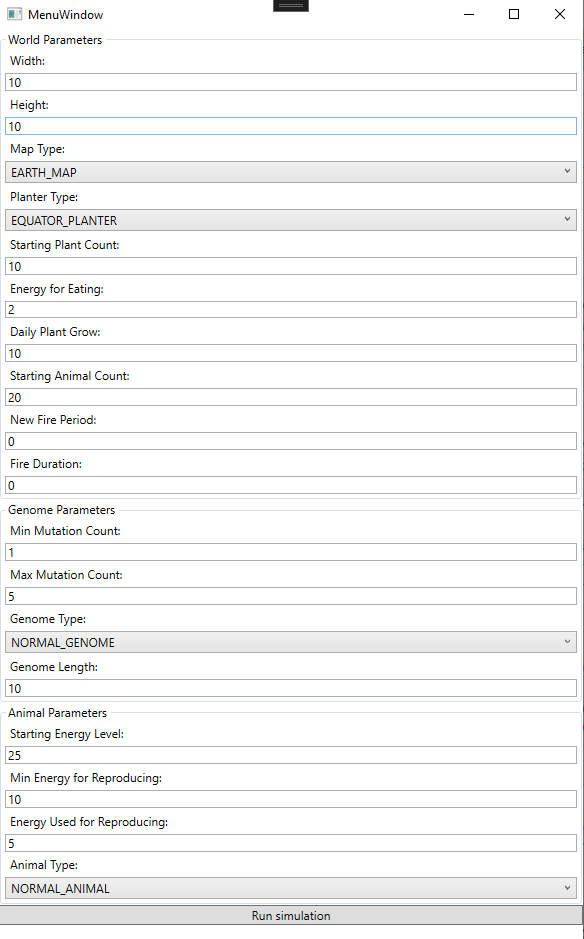 MenuWindow
World Parameters
Width:
10
Height:
10
Map Type:
EARTH_MAP
Planter Type:
EQUATOR_PLANTER
Starting Plant Count:
10
Energy for Eating:
2
Daily Plant Grow:
10
Starting Animal Count:
20
New Fire Period:
0
Fire Duration:
0
Genome Parameters
Min Mutation Count:
1
Max Mutation Count:
5
Genome Type:
NORMAL_GENOME
Genome Length:
10
Animal Parameters
Starting Energy Level:
25
Min Energy for Reproducing:
10
Energy Used for Reproducing:
5
Animal Type:
NORMAL_ANIMAL
Run simulation